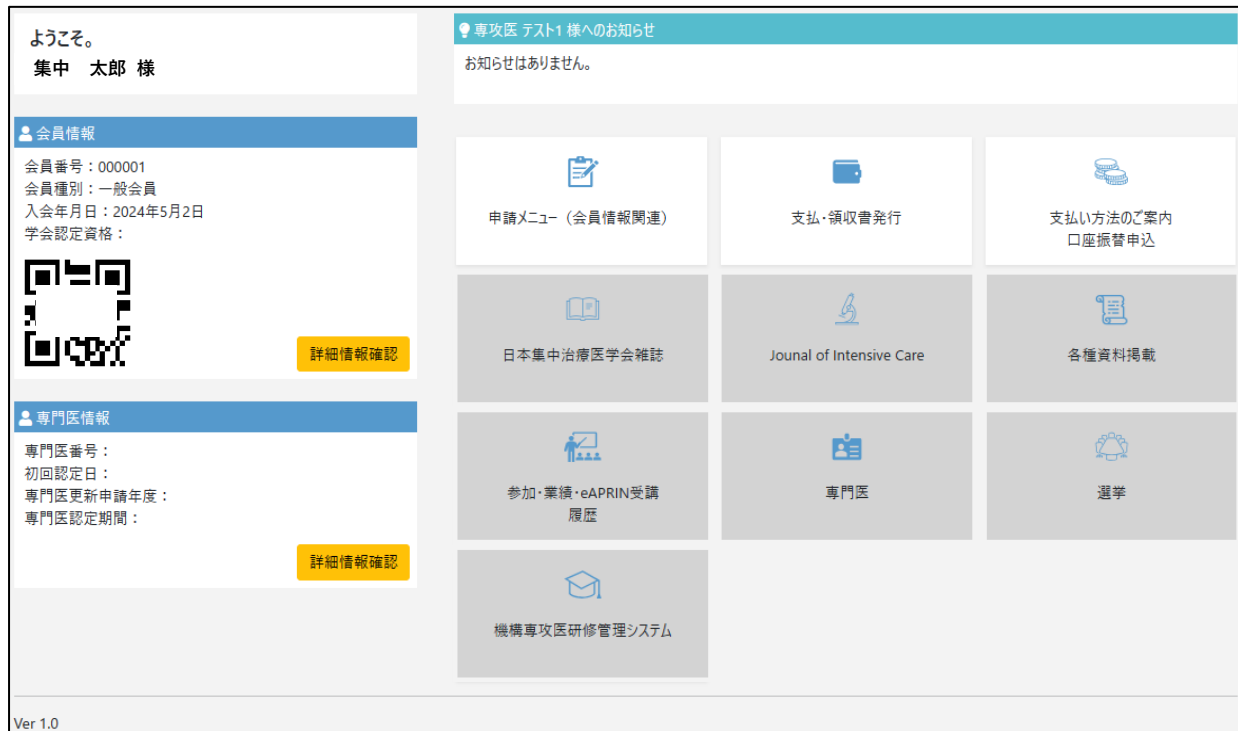 ようこそ。
集中　太郎 様
会員情報
会員番号：000001
会員種別：一般会員
入会年月日：2024年5月2日
学会認定資格：
詳細情報確認
専門医情報
専門医番号：
初回認定日：
専門医更新申請年度：
専門医認定期間：
詳細情報確認
専攻医 テスト1 様へのお知らせ
お知らせはありません。
申請メニュー（会員情報関連）
支払・領収書発行
支払い方法のご案内
口座振替申込
日本集中治療医学会雑誌
Jounal of Intensive Care
各種資料掲載
参加・業績・eAPRIN受講
履歴
専門医
選挙
機構専攻医研修管理システム
Ver 1.0